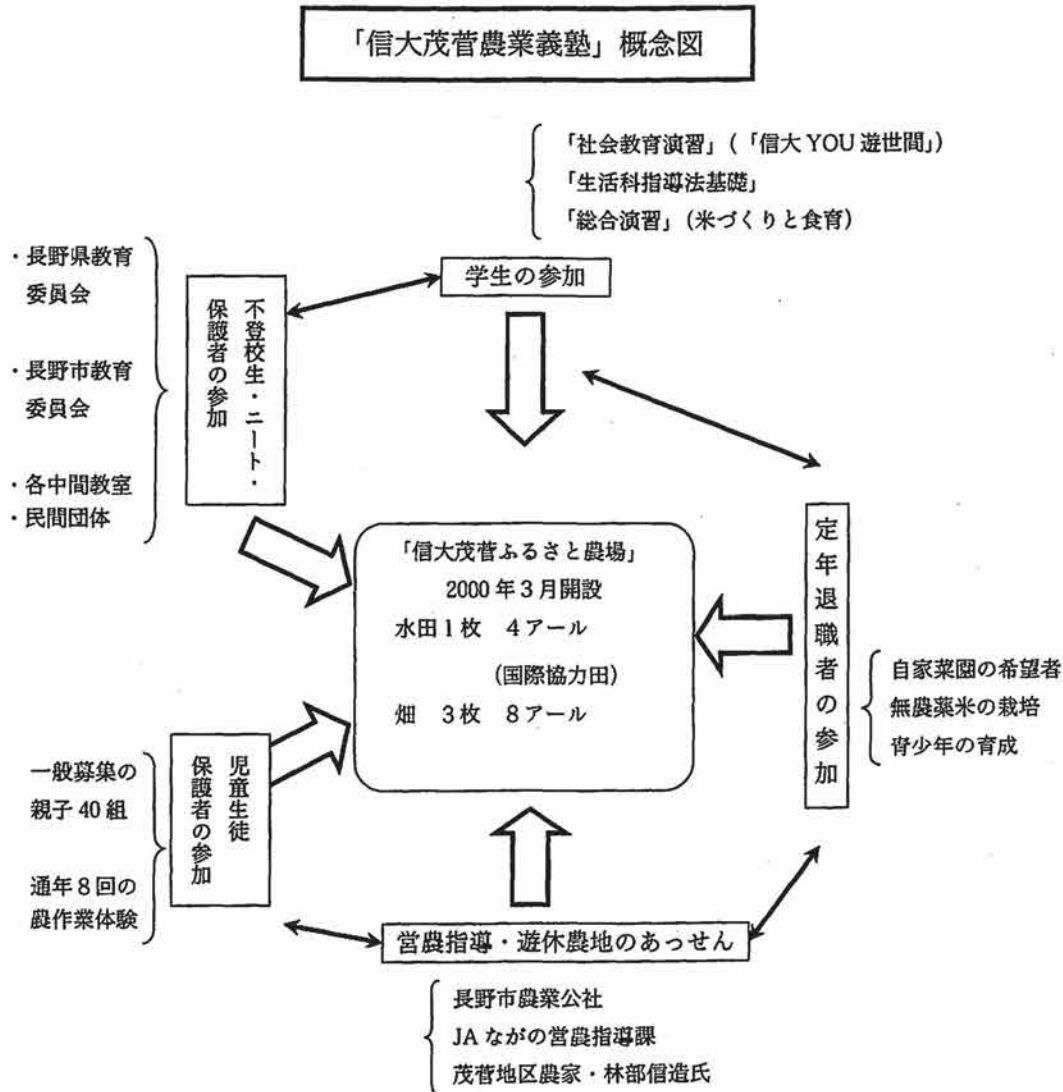 「信大茂菅農業義塾」概念図
「社会教育演習」(「信大 YOU 遊世間」)
「生活科指導法基礎」
「総合演習」(米づくりと食育)
学生の参加
・長野県教育
委員会
・長野市教育
委員会
・各中間教室
・民間団体
不登校生・ニート・
保護者の参加
「信大茂菅ふるさと農場」
2000年3月開設
水田1枚 4アール
(国際協力田)
畑 3枚 8アール
定年退職者の参加
自家菜園の希望者
無農薬米の栽培
青少年の育成
一般募集の
親子40組
通年8回の
農作業体験
児童生徒
保護者の参加
営農指導・遊休農地のあっせん
長野市農業公社
JAながの営農指導課
茂菅地区農家・林部信造氏